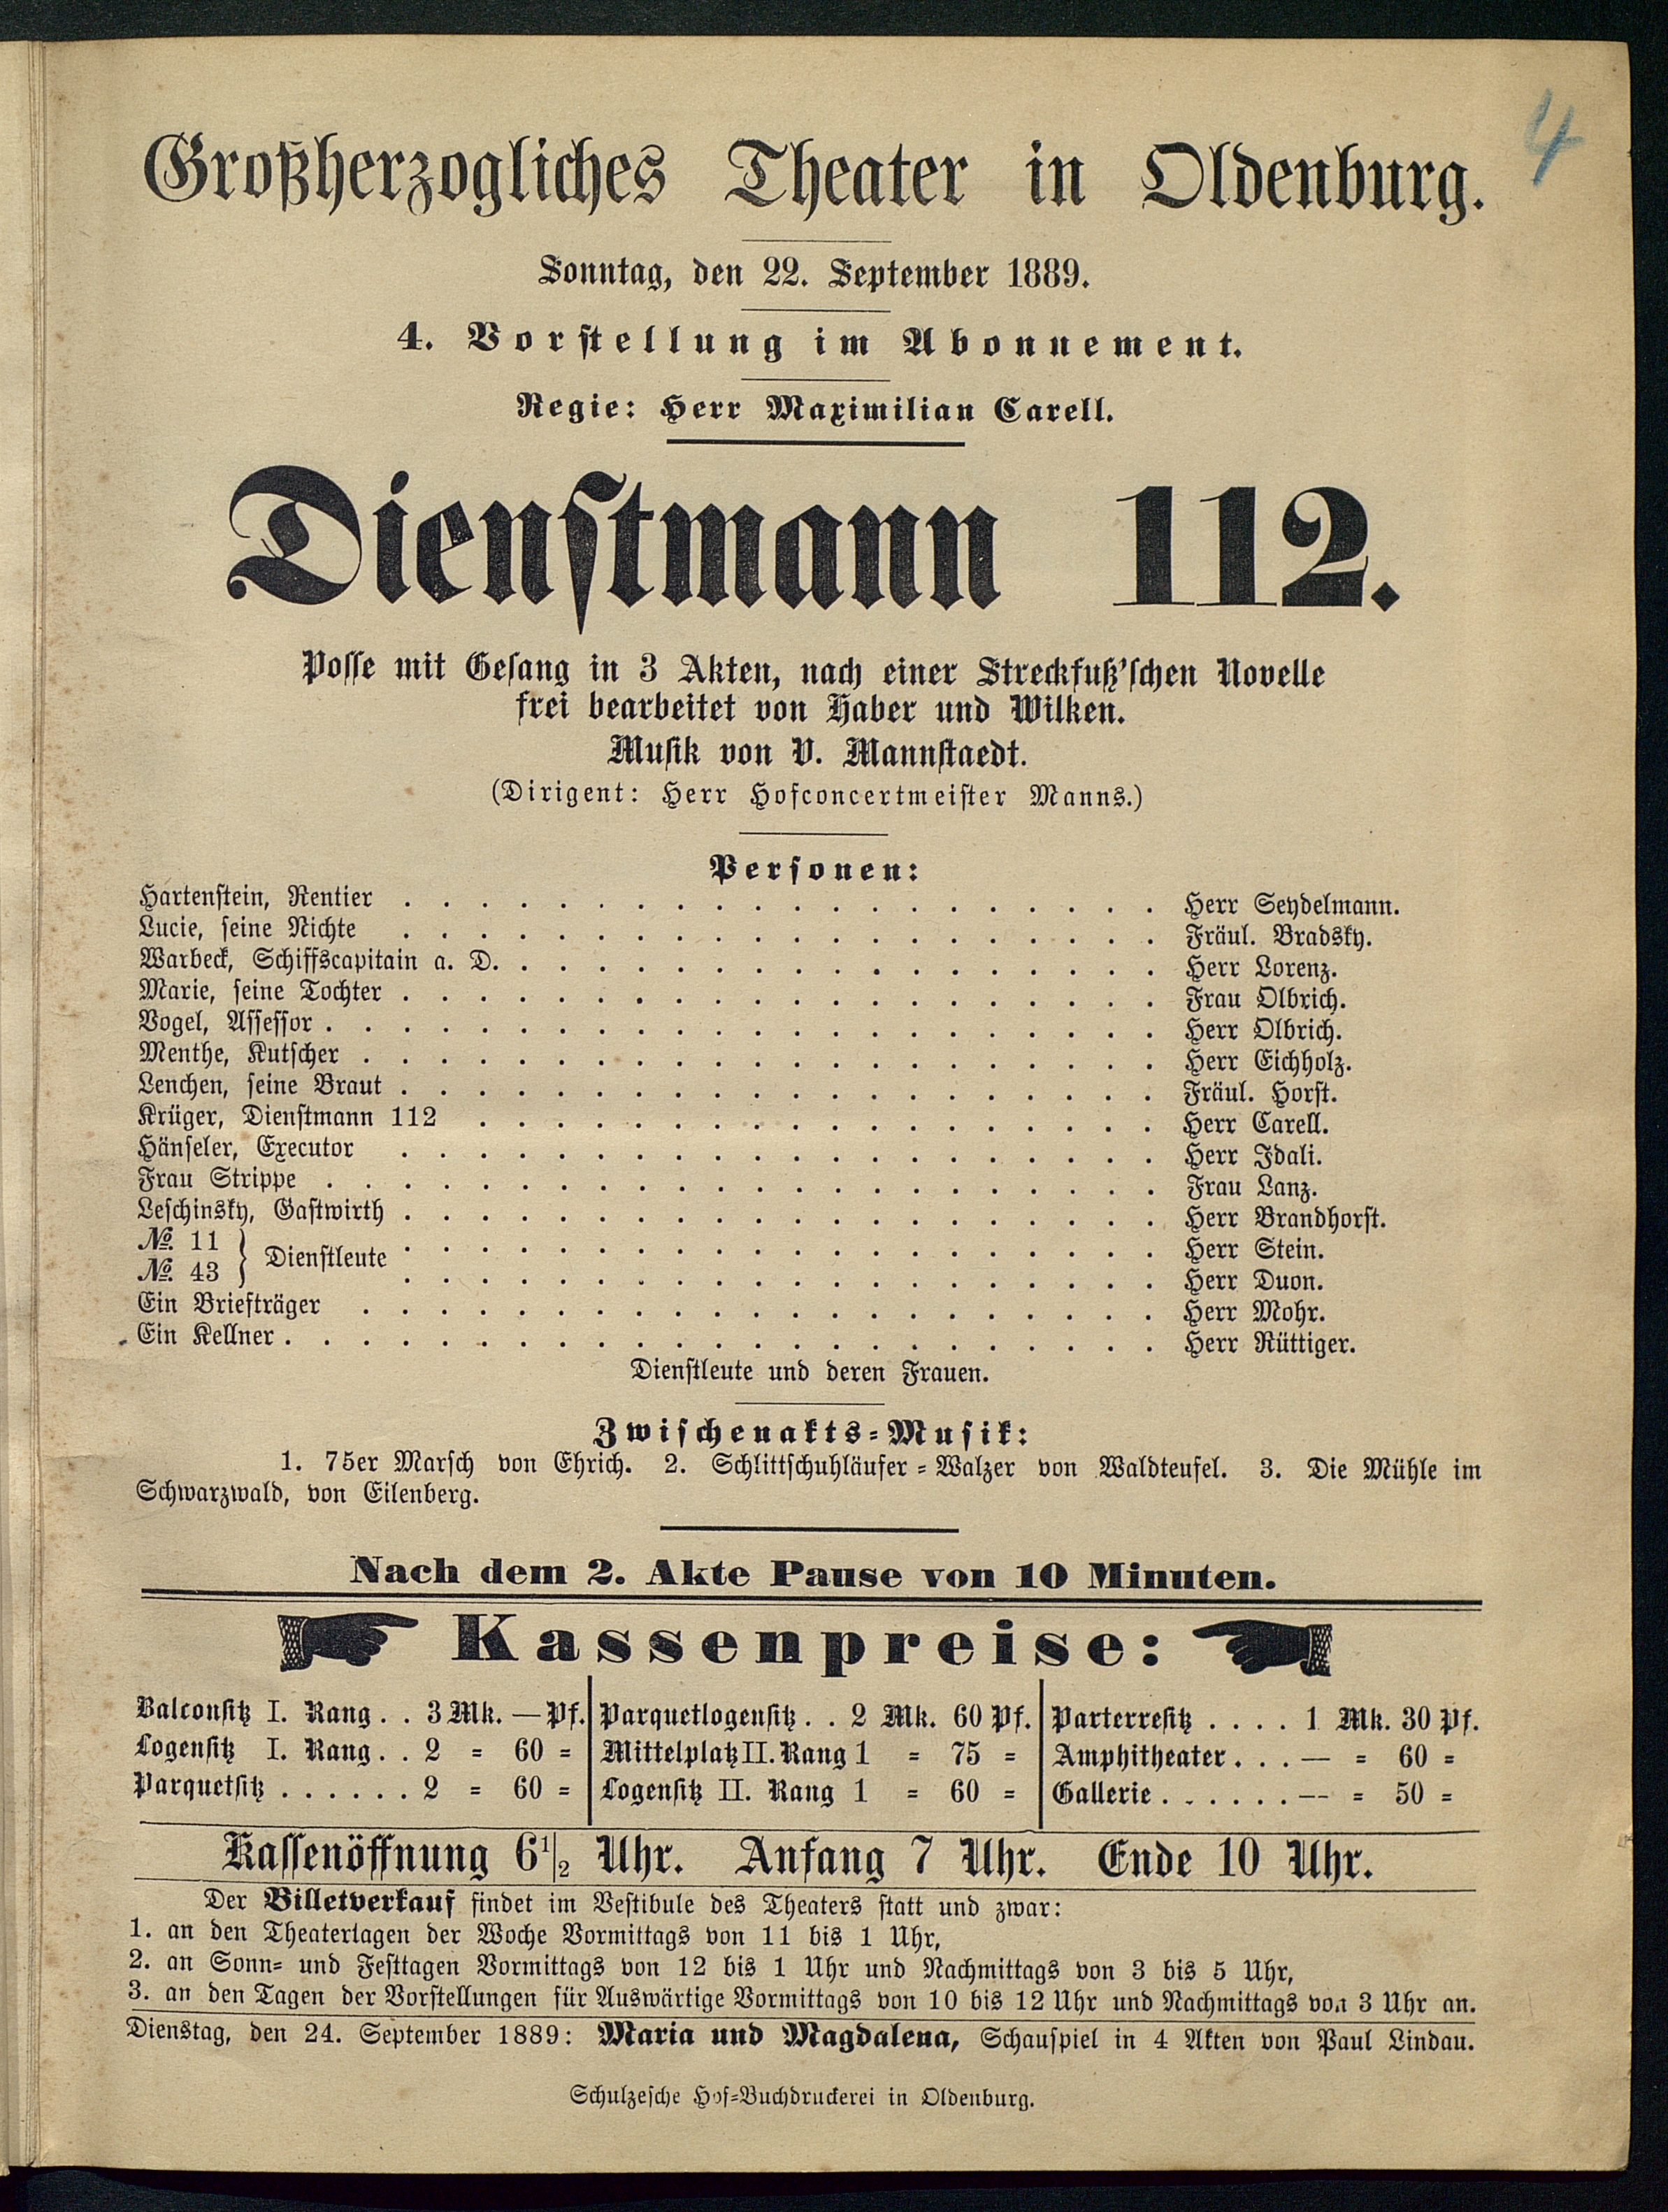 4
Großherzogliches Theater in Oldenburg.
Sonntag, den 22. September 1889.
4. Vorstellung im Abonnement.
Regie: Herr Maximilian Carell.
Dienstmann 112.
Posse mit Gesang in 3 Akten, nach einer Streckfuß'schen Novelle
frei bearbeitet von Haber und Wilken.
Musik von V. Mannstaedt.
(Dirigent: Herr Hofconcertmeister Manns.)
Personen:
Hartenstein, Rentier . . . . . . . . . . . . . . . . . . . . Herr Seydelmann.
Lucie, seine Nichte . . . . . . . . . . . . . . . . . . . . Fräul. Bradsky.
Warbeck, Schiffscapitain a. D. . . . . . . . . . . . . . . . . . . Herr Lorenz.
Marie, seine Tochter . . . . . . . . . . . . . . . . . . . . Frau Olbrich.
Vogel, Assessor . . . . . . . . . . . . . . . . . . . . . . Herr Olbrich.
Menthe, Kutscher . . . . . . . . . . . . . . . . . . . . . Herr Eichholz.
Lenchen, seine Braut . . . . . . . . . . . . . . . . . . . . Fräul. Horst.
Krüger, Dienstmann 112 . . . . . . . . . . . . . . . . . . Herr Carell.
Hänseler, Executor . . . . . . . . . . . . . . . . . . . . Herr Idali.
Frau Strippe . . . . . . . . . . . . . . . . . . . . . . Frau Lanz.
Leschinsky, Gastwirth . . . . . . . . . . . . . . . . . . . . Herr Brandhorst.
No. 11 } Dienstleute . . . . . . . . . . . . . . . . . . . . Herr Stein.
No. 43 } . . . . . . . . . . . . . . . . . . . . Herr Duon.
Ein Briefträger . . . . . . . . . . . . . . . . . . . . . Herr Mohr.
Ein Kellner . . . . . . . . . . . . . . . . . . . . . . . Herr Rüttiger.
Dienstleute und deren Frauen.
Zwischenakts-Musik:
1. 75er Marsch von Ehrich. 2. Schlittschuhläufer-Walzer von Waldteufel. 3. Die Mühle im
Schwarzwald, von Eilenberg.
Nach dem 2. Akte Pause von 10 Minuten.
Kassenpreise:
Balconsitz I. Rang . . 3 Mk. — Pf. Parquetlogensitz . . 2 Mk. 60 Pf. Parterresitz . . . . 1 Mk. 30 Pf.
Logensitz I. Rang . . 2 = 60 = Mittelplatz II. Rang 1 = 75 = Amphitheater . . . — = 60 =
Parquetsitz . . . . . . 2 = 60 = Logensitz II. Rang 1 = 60 = Gallerie . . . . . . — = 50 =
Kassenöffnung 6 1/2 Uhr. Anfang 7 Uhr. Ende 10 Uhr.
Der Billetverkauf findet im Vestibule des Theaters statt und zwar:
1. an den Theatertagen der Woche Vormittags von 11 bis 1 Uhr,
2. an Sonn- und Festtagen Vormittags von 12 bis 1 Uhr und Nachmittags von 3 bis 5 Uhr,
3. an den Tagen der Vorstellungen für Auswärtige Vormittags von 10 bis 12 Uhr und Nachmittags von 3 Uhr an.
Dienstag, den 24. September 1889: Maria und Magdalena, Schauspiel in 4 Akten von Paul Lindau.
Schulzesche Hof-Buchdruckerei in Oldenburg.